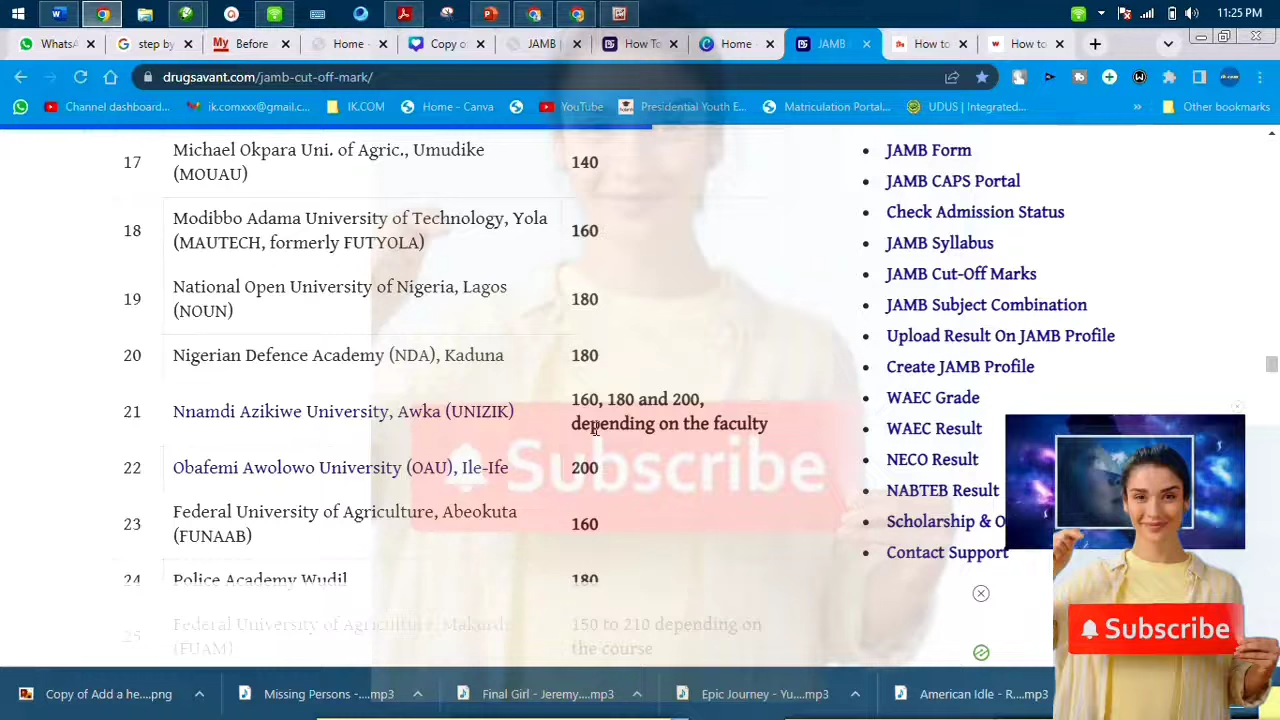 11:25 PM
WhatsA
step by
Before
Home -
Copy o
JAMB
How To
Home -
JAMB
How to
How to
drugsavant.com/jamb-cut-off-mark/
Channel dashboard...
ik.comxxx@gmail.c...
IK.COM
Home - Canva
YouTube
Presidential Youth E...
Matriculation Portal...
UDUS | Integrated...
»
Other bookmarks
17
Michael Okpara Uni. of Agric., Umudike
(MOUAU)
140
18
Modibbo Adama University of Technology, Yola
(MAUTECH, formerly FUTYOLA)
160
19
National Open University of Nigeria, Lagos
(NOUN)
180
20
Nigerian Defence Academy (NDA), Kaduna
180
21
Nnamdi Azikiwe University, Awka (UNIZIK)
160, 180 and 200,
depending on the faculty
22
Obafemi Awolowo University (OAU), Ile-Ife
200
23
Federal University of Agriculture, Abeokuta
(FUNAAB)
160
24
Police Academy Wudil
180
25
Federal University of Agriculture, Makurdi
(FUAM)
150 to 210 depending on
the course
Subscribe
JAMB Form
JAMB CAPS Portal
Check Admission Status
JAMB Syllabus
JAMB Cut-Off Marks
JAMB Subject Combination
Upload Result On JAMB Profile
Create JAMB Profile
WAEC Grade
WAEC Result
NECO Result
NABTEB Result
Scholarship & O
Contact Support
Subscribe
Copy of Add a he....png
Missing Persons -....mp3
Final Girl - Jeremy....mp3
Epic Journey - Yu....mp3
American Idle - R....mp3